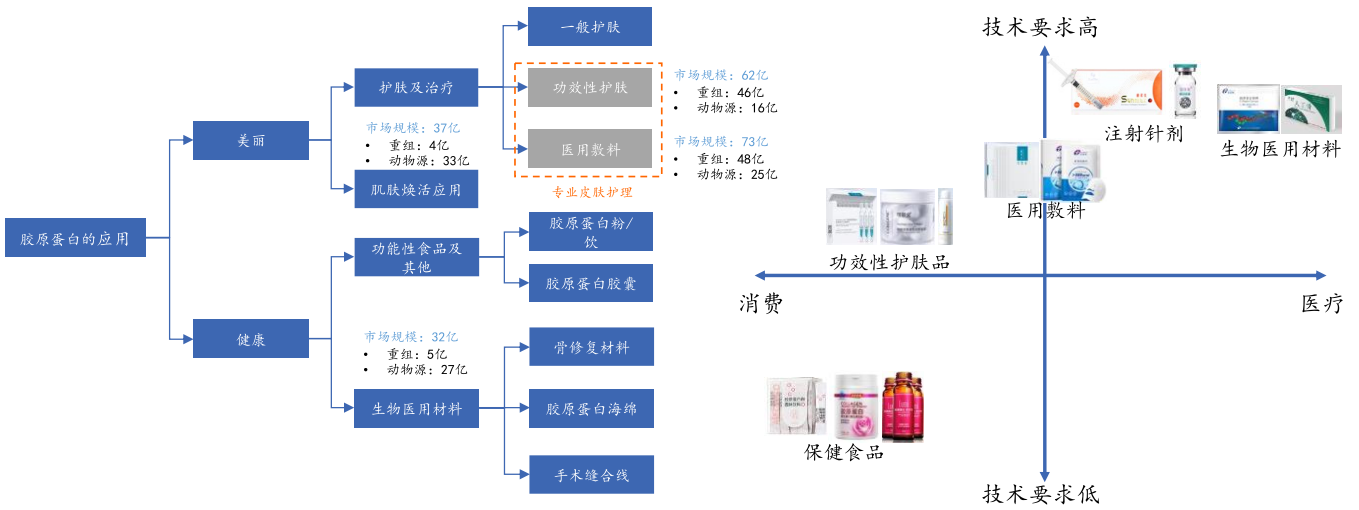 胶原蛋白的应用
美丽
健康
护肤及治疗
市场规模：37亿
• 重组：4亿
• 动物源：33亿
肌肤焕活应用
功能性食品及
其他
市场规模：32亿
• 重组：5亿
• 动物源：27亿
生物医用材料
一般护肤
功效性护肤
医用敷料
专业皮肤护理
市场规模：62亿
• 重组：46亿
• 动物源：16亿
市场规模：73亿
• 重组：48亿
• 动物源：25亿
胶原蛋白粉/
饮
胶原蛋白胶囊
骨修复材料
胶原蛋白海绵
手术缝合线
技术要求高
注射针剂
生物医用材料
医用敷料
功效性护肤品
消费
医疗
保健食品
技术要求低